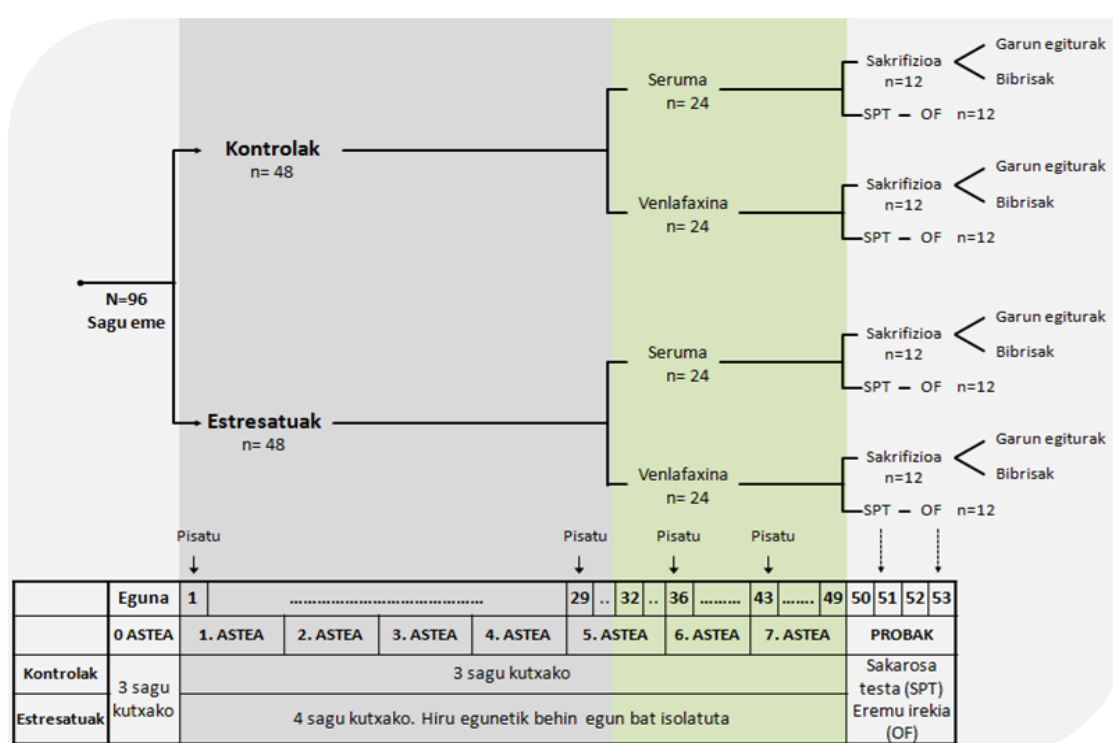 Garun egiturak
Sakrifizioa
n=12
Bibrisak
Seruma
n= 24
SPT – OF n=12
Kontrolak
n= 48
Garun egiturak
Sakrifizioa
n=12
Bibrisak
Venlafaxina
n= 24
SPT – OF n=12
N=96
Sagu eme
Garun egiturak
Sakrifizioa
n=12
Bibrisak
Seruma
n= 24
SPT – OF n=12
Estresatuak
n= 48
Garun egiturak
Sakrifizioa
n=12
Bibrisak
Venlafaxina
n= 24
SPT – OF n=12
Pisatu Pisatu Pisatu Pisatu
Eguna 1 ........................................ 29 .. 32 .. 36 ......... 43 ....... 49 50 51 52 53
0 ASTEA 1. ASTEA 2. ASTEA 3. ASTEA 4. ASTEA 5. ASTEA 6. ASTEA 7. ASTEA PROBAK
Kontrolak
3 sagu
kutxako
3 sagu kutxako
Estresatuak
4 sagu kutxako. Hiru egunetik behin egun bat isolatuta
Sakarosa
testa (SPT)
Eremu irekia
(OF)